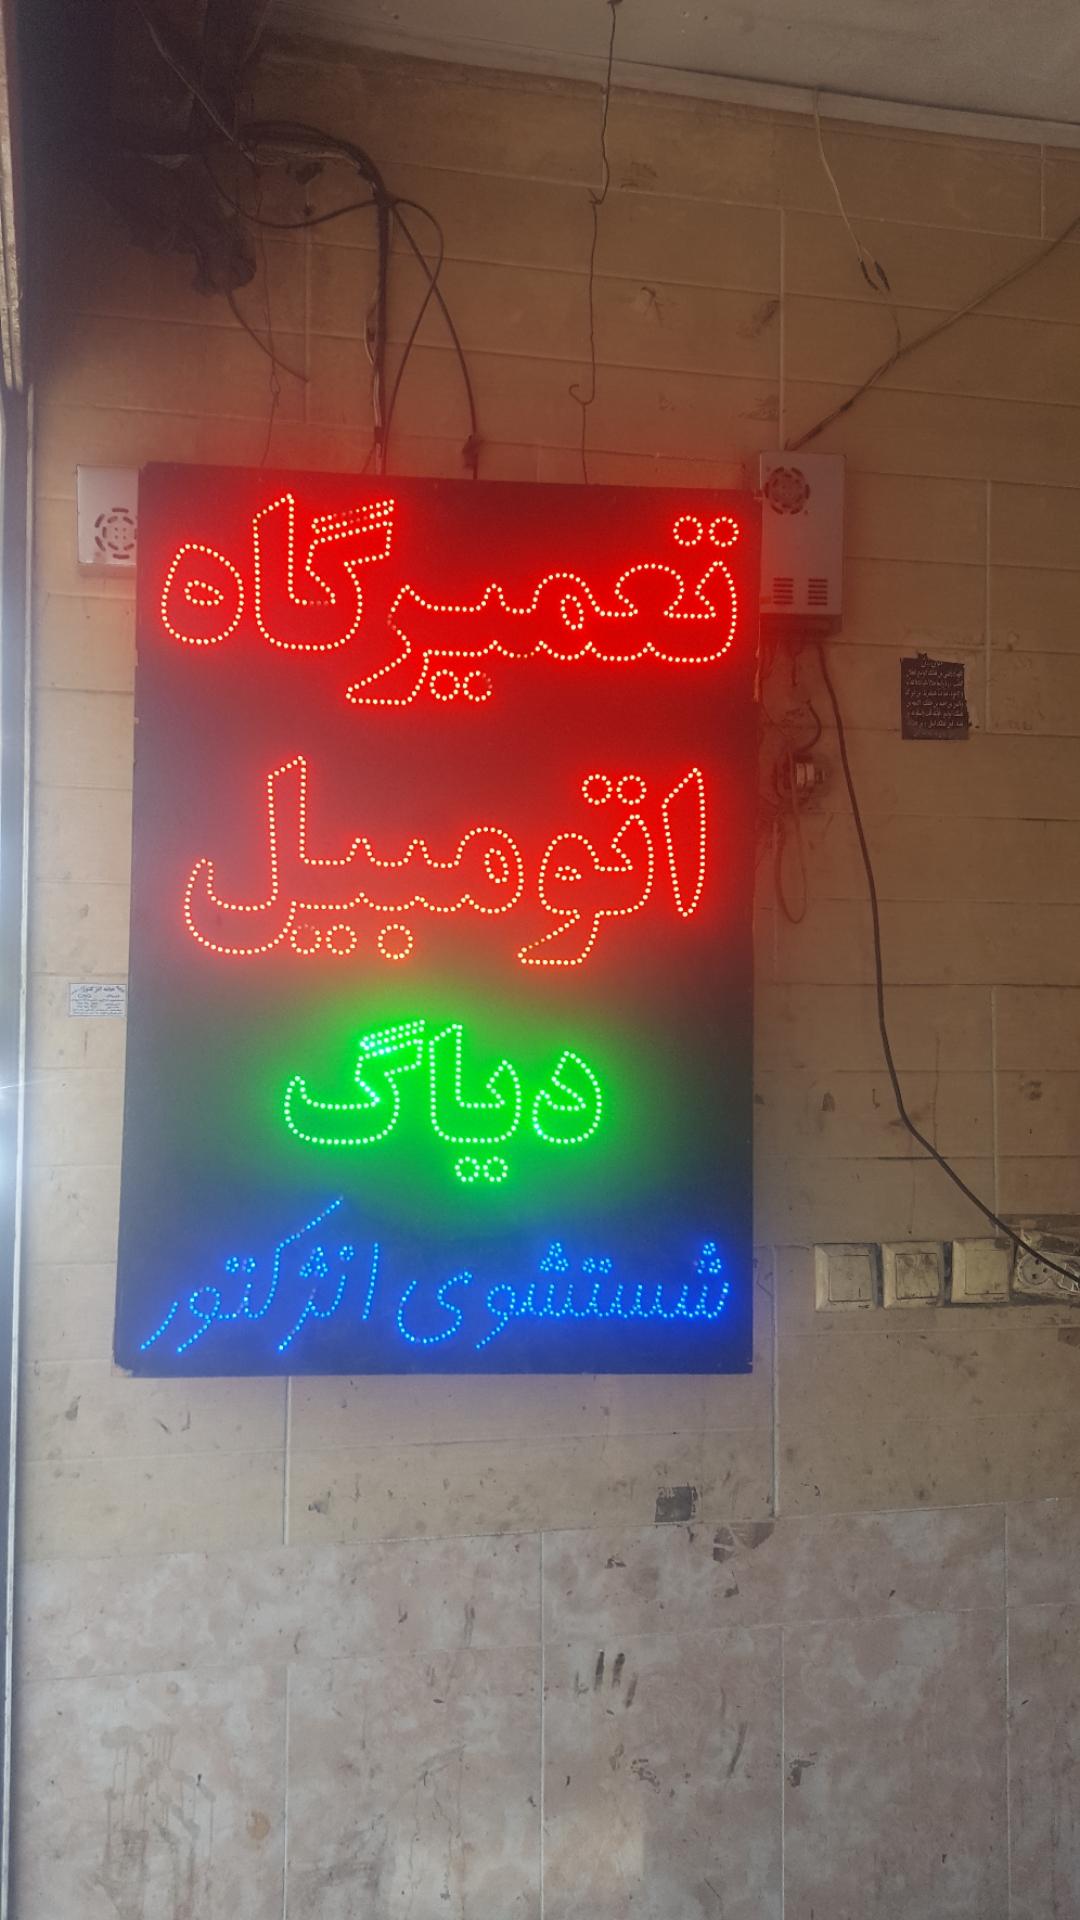 تعمیرگاه
اتومبیل
دیاگ
شستشوی انژکتور